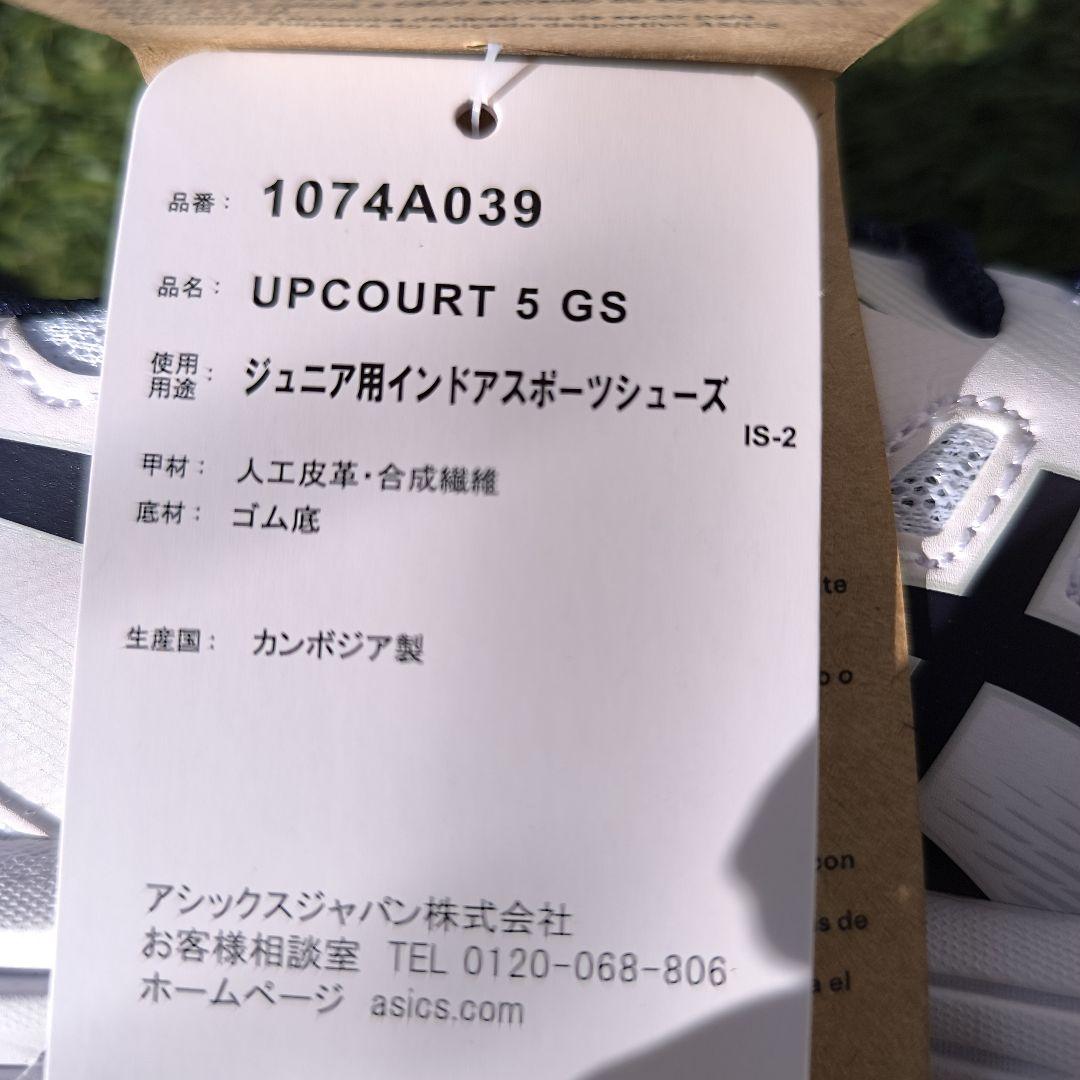 品番： 1074A039
品名： UPCOURT 5 GS
使用用途： ジュニア用インドアスポーツシューズ
IS-2
甲材： 人工皮革・合成繊維
底材： ゴム底
生産国： カンボジア製
アシックスジャパン株式会社
お客様相談室 TEL 0120-068-806
ホームページ asics.com
te
o
con
s de
a el